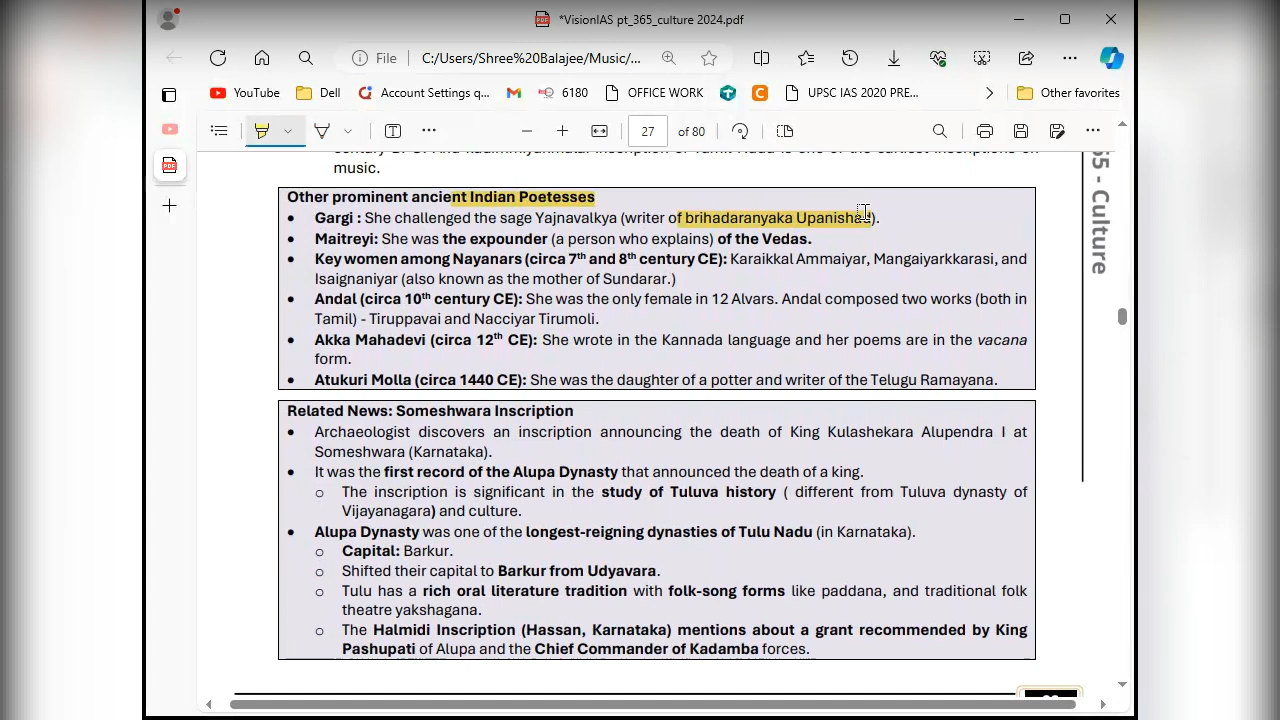 *VisionIAS pt_365_culture 2024.pdf
File C:/Users/Shree%20Balajee/Music/...
YouTube Dell Account Settings q... 6180 OFFICE WORK UPSC IAS 2020 PRE... Other favorites
27 of 80
music.
65 - Culture
Other prominent ancient Indian Poetesses
• Gargi : She challenged the sage Yajnavalkya (writer of brihadaranyaka Upanishad).
• Maitreyi: She was the expounder (a person who explains) of the Vedas.
• Key women among Nayanars (circa 7th and 8th century CE): Karaikkal Ammaiyar, Mangaiyarkkarasi, and
Isaignaniyar (also known as the mother of Sundarar.)
• Andal (circa 10th century CE): She was the only female in 12 Alvars. Andal composed two works (both in
Tamil) - Tiruppavai and Nacciyar Tirumoli.
• Akka Mahadevi (circa 12th CE): She wrote in the Kannada language and her poems are in the vacana
form.
• Atukuri Molla (circa 1440 CE): She was the daughter of a potter and writer of the Telugu Ramayana.
Related News: Someshwara Inscription
• Archaeologist discovers an inscription announcing the death of King Kulashekara Alupendra I at
Someshwara (Karnataka).
• It was the first record of the Alupa Dynasty that announced the death of a king.
o The inscription is significant in the study of Tuluva history ( different from Tuluva dynasty of
Vijayanagara) and culture.
• Alupa Dynasty was one of the longest-reigning dynasties of Tulu Nadu (in Karnataka).
o Capital: Barkur.
o Shifted their capital to Barkur from Udyavara.
o Tulu has a rich oral literature tradition with folk-song forms like paddana, and traditional folk
theatre yakshagana.
o The Halmidi Inscription (Hassan, Karnataka) mentions about a grant recommended by King
Pashupati of Alupa and the Chief Commander of Kadamba forces.